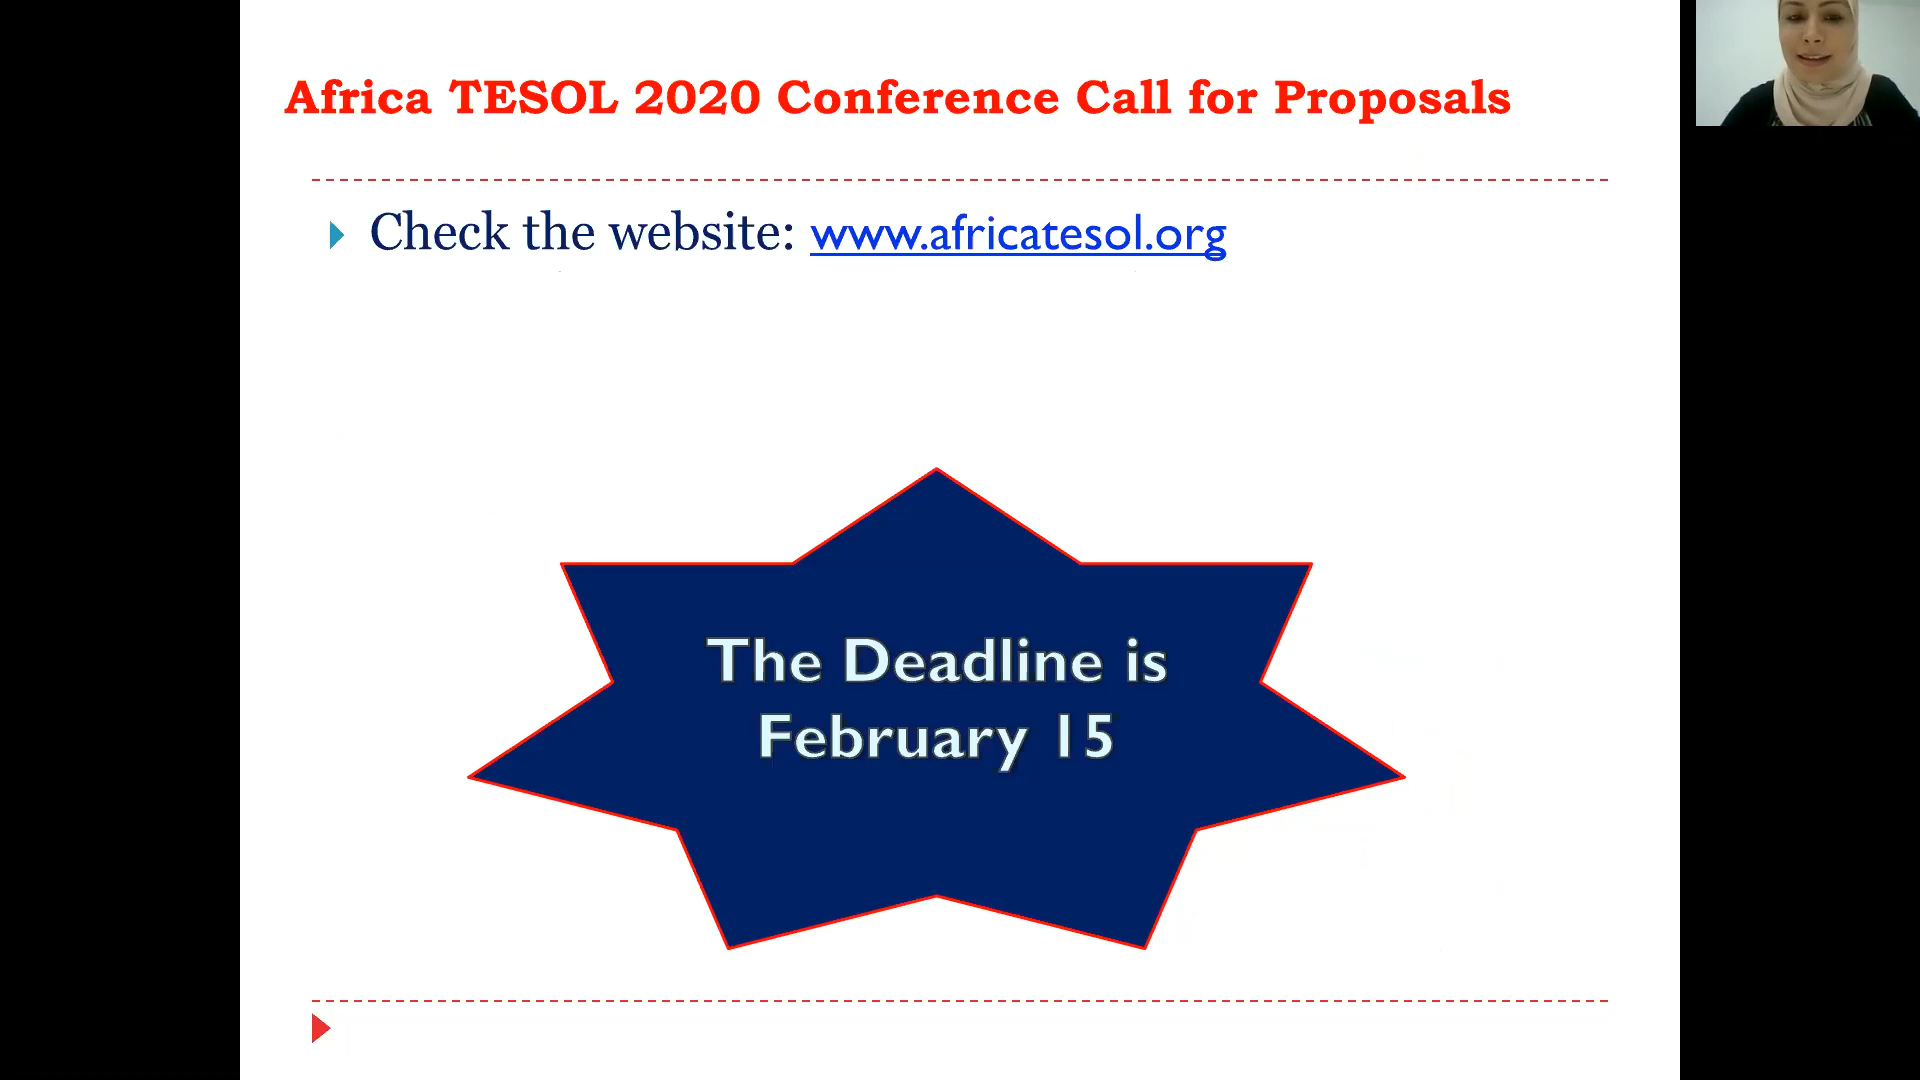 Africa TESOL 2020 Conference Call for Proposals
Check the website: www.africatesol.org
The Deadline is
February 15